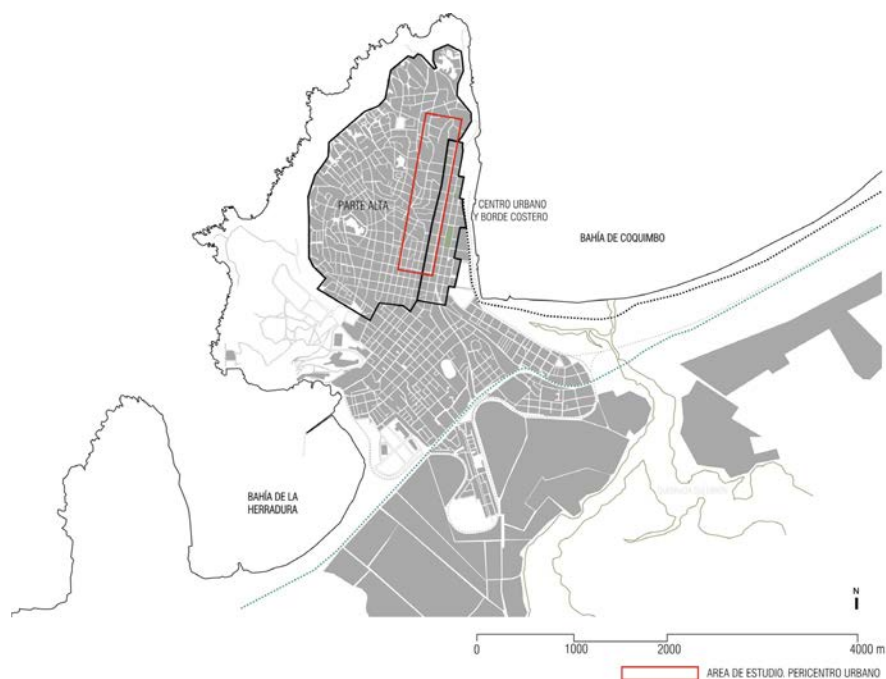 PARTE ALTA
CENTRO URBANO
Y BORDE COSTERO
BAHÍA DE COQUIMBO
BAHÍA DE LA
HERRADURA
N
0 1000 2000 4000 m
AREA DE ESTUDIO. PERICENTRO URBANO